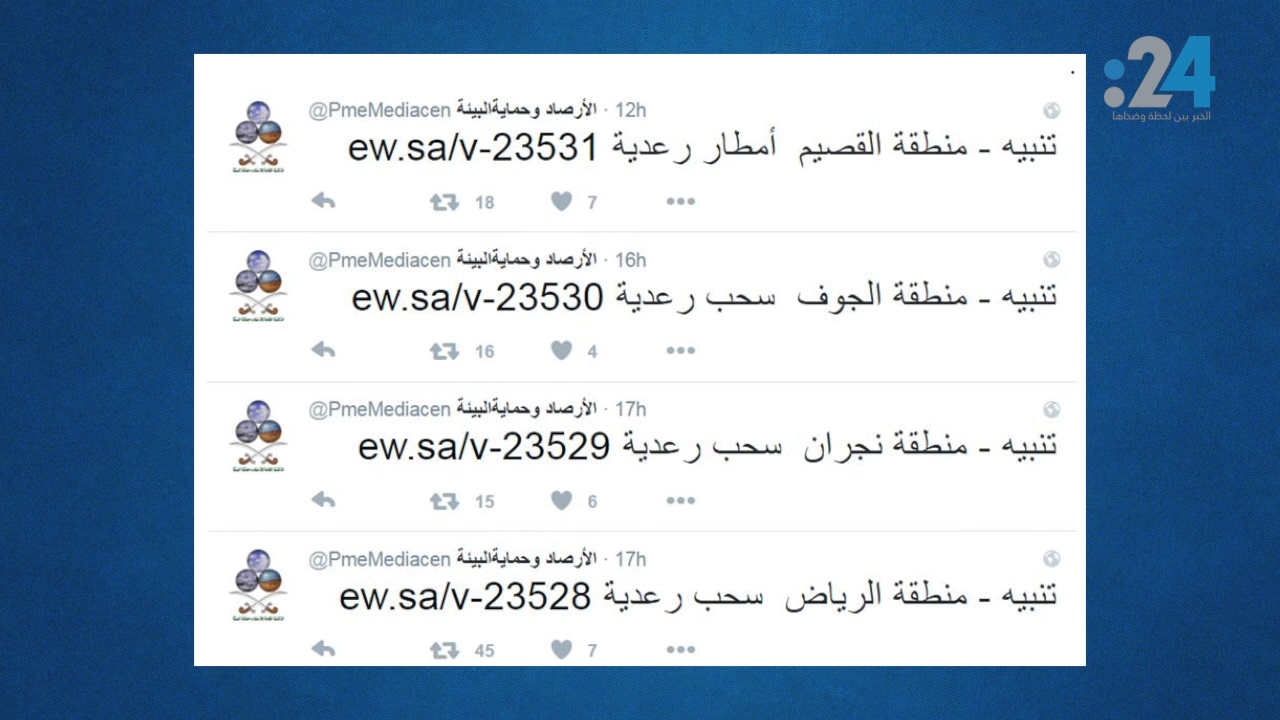 :24
الخبر بين لحظة وضحاها
@PmeMediacen الأرصاد وحمايةالبيئة · 12h
تنبيه - منطقة القصيم أمطار رعدية ew.sa/v-23531
18 7
@PmeMediacen الأرصاد وحمايةالبيئة · 16h
تنبيه - منطقة الجوف سحب رعدية ew.sa/v-23530
16 4
@PmeMediacen الأرصاد وحمايةالبيئة · 17h
تنبيه - منطقة نجران سحب رعدية ew.sa/v-23529
15 6
@PmeMediacen الأرصاد وحمايةالبيئة · 17h
تنبيه - منطقة الرياض سحب رعدية ew.sa/v-23528
45 7